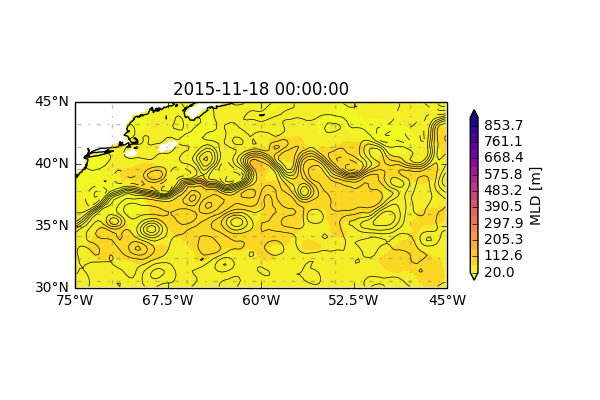 2015-11-18 00:00:00
45°N
40°N
35°N
30°N
75°W
67.5°W
60°W
52.5°W
45°W
853.7
761.1
668.4
575.8
483.2
390.5
297.9
205.3
112.6
20.0
MLD [m]